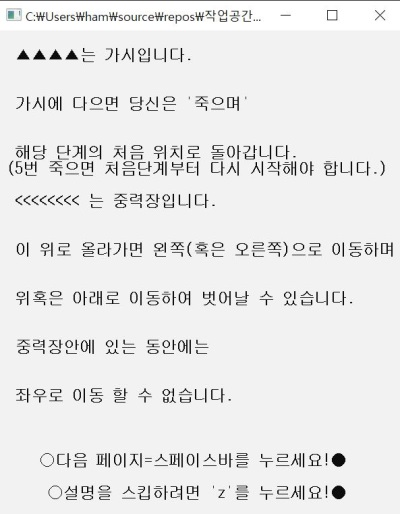 C:₩Users₩ham₩source₩repos₩작업공간...
▲▲▲▲는 가시입니다.
가시에 다으면 당신은 '죽으며'
해당 단계의 처음 위치로 돌아갑니다.
(5번 죽으면 처음단계부터 다시 시작해야 합니다.)
<<<<<<<< 는 중력장입니다.
이 위로 올라가면 왼쪽(혹은 오른쪽)으로 이동하며
위혹은 아래로 이동하여 벗어날 수 있습니다.
중력장안에 있는 동안에는
좌우로 이동 할 수 없습니다.
○다음 페이지=스페이스바를 누르세요!●
○설명을 스킵하려면 'z'를 누르세요!●